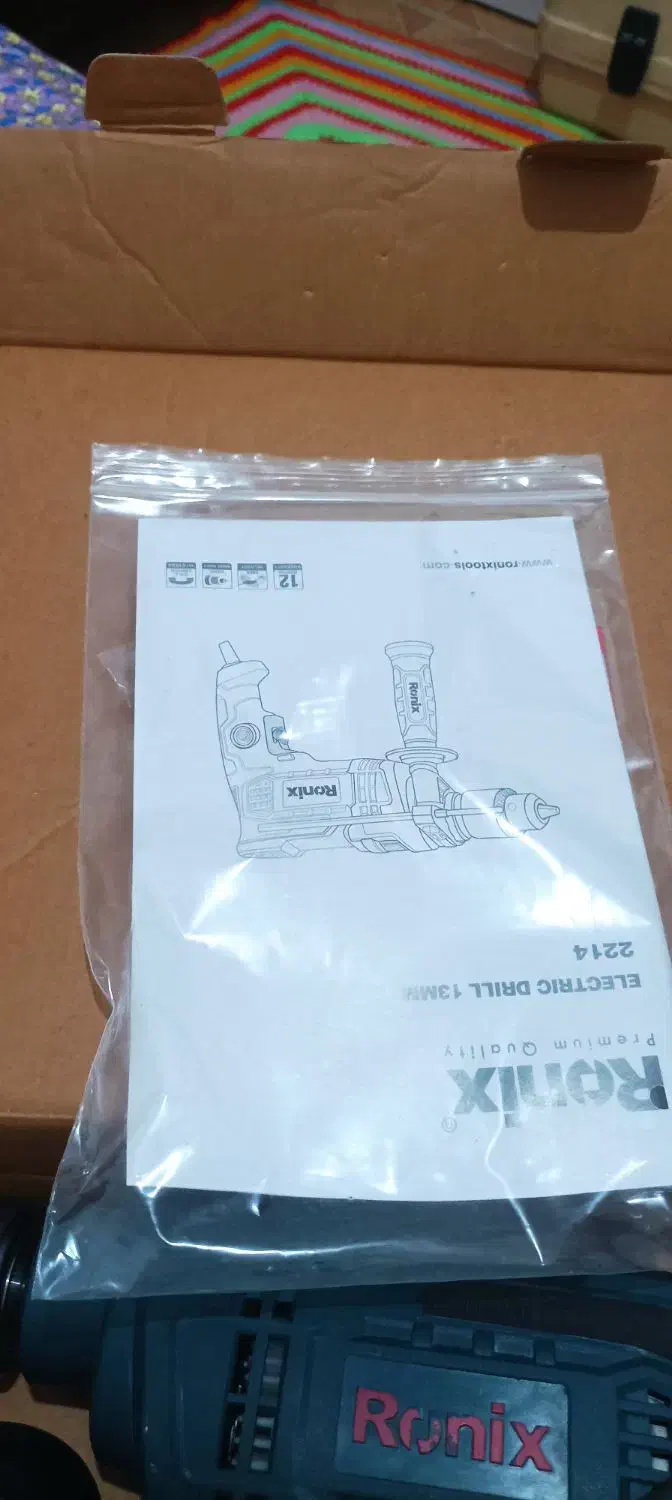 Ronix®
Premium Quality
ELECTRIC DRILL 13MM
2214
Ronix
Ronix
www.ronixtools.com
12
Ronix